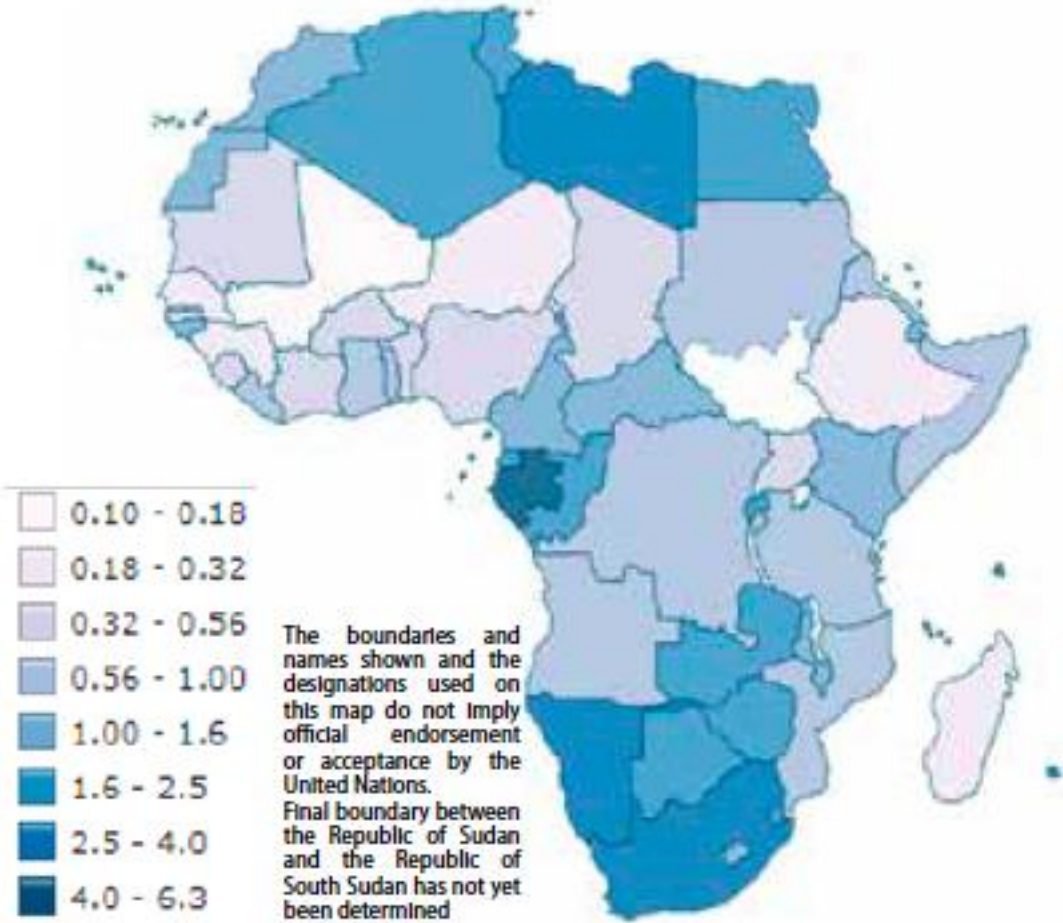 0.10 - 0.18
0.18 - 0.32
0.32 - 0.56
0.56 - 1.00
1.00 - 1.6
1.6 - 2.5
2.5 - 4.0
4.0 - 6.3
The boundaries and
names shown and the
designations used on
this map do not imply
official endorsement
or acceptance by the
United Nations.
Final boundary between
the Republic of Sudan
and the Republic of
South Sudan has not yet
been determined